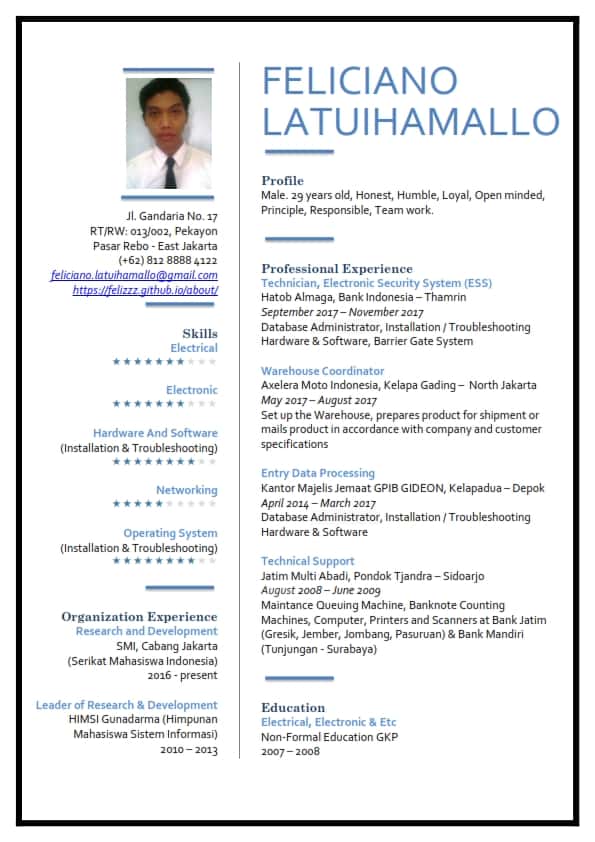 FELICIANO
LATUIHAMALLO
Jl. Gandaria No. 17
RT/RW: 013/002, Pekayon
Pasar Rebo - East Jakarta
(+62) 812 8888 4122
feliciano.latuihamallo@gmail.com
https://felizzz.github.io/about/
Skills
Electrical
★★★★★★★★★★
Electronic
★★★★★★★★★★
Hardware And Software
(Installation & Troubleshooting)
★★★★★★★★★★
Networking
★★★★★★★★★★
Operating System
(Installation & Troubleshooting)
★★★★★★★★★★
Organization Experience
Research and Development
SMI, Cabang Jakarta
(Serikat Mahasiswa Indonesia)
2016 - present
Leader of Research & Development
HIMSI Gunadarma (Himpunan
Mahasiswa Sistem Informasi)
2010 – 2013
Profile
Male. 29 years old, Honest, Humble, Loyal, Open minded,
Principle, Responsible, Team work.
Professional Experience
Technician, Electronic Security System (ESS)
Hatob Almaga, Bank Indonesia – Thamrin
September 2017 – November 2017
Database Administrator, Installation / Troubleshooting
Hardware & Software, Barrier Gate System
Warehouse Coordinator
Axelera Moto Indonesia, Kelapa Gading – North Jakarta
May 2017 – August 2017
Set up the Warehouse, prepares product for shipment or
mails product in accordance with company and customer
specifications
Entry Data Processing
Kantor Majelis Jemaat GPIB GIDEON, Kelapadua – Depok
April 2014 – March 2017
Database Administrator, Installation / Troubleshooting
Hardware & Software
Technical Support
Jatim Multi Abadi, Pondok Tjandra – Sidoarjo
August 2008 – June 2009
Maintance Queuing Machine, Banknote Counting
Machines, Computer, Printers and Scanners at Bank Jatim
(Gresik, Jember, Jombang, Pasuruan) & Bank Mandiri
(Tunjungan - Surabaya)
Education
Electrical, Electronic & Etc
Non-Formal Education GKP
2007 – 2008